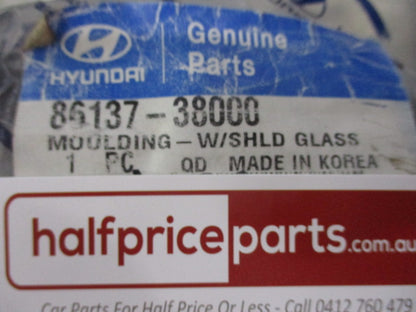 Genuine
HYUNDAI
Parts
86137-38000
MOULDING-W/SHLD GLASS
1 PC QD MADE IN KOREA
halfpriceparts.com.au
Car Parts For Half Price Or Less - Call 0412 760 479